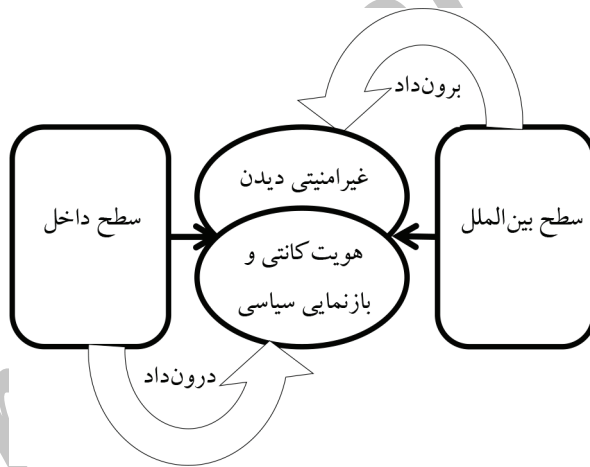 برون‌داد
غیرامنیتی دیدن
سطح بین‌الملل
سطح داخل
هویت کانتی و
بازنمایی سیاسی
درون‌داد